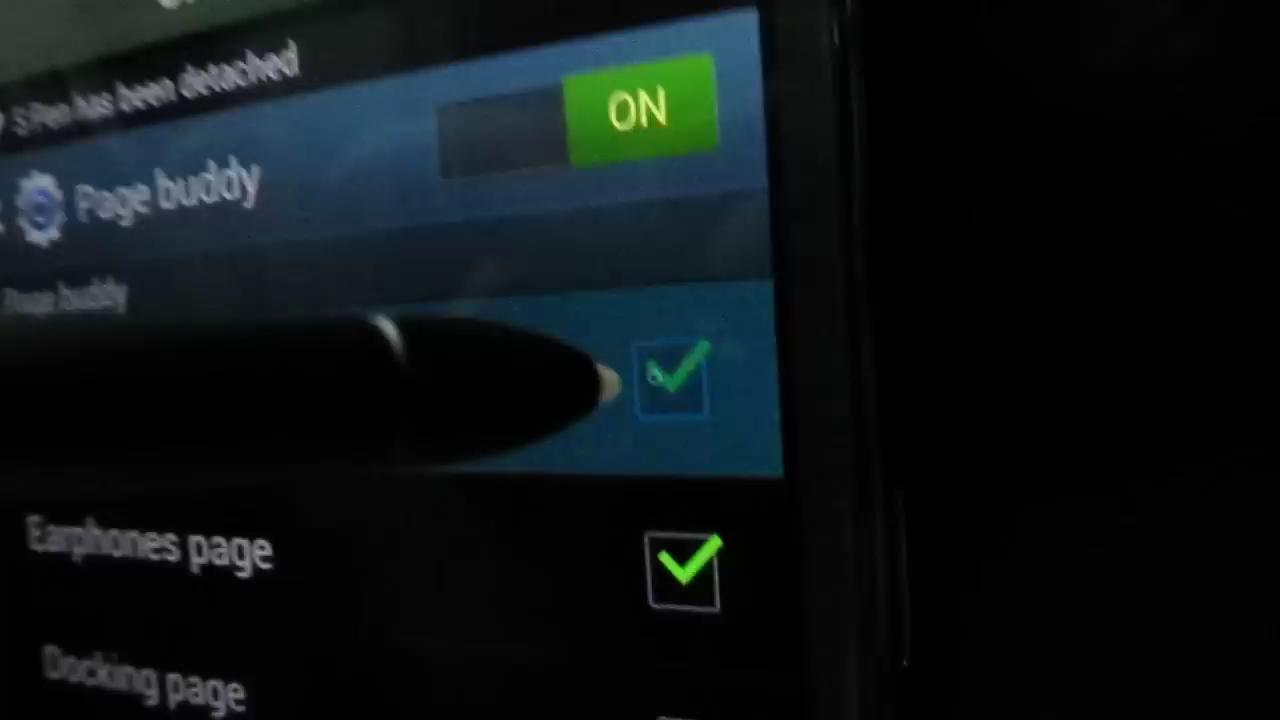 S Pen has been detached
ON
Page buddy
Page buddy
Earphones page
Docking page